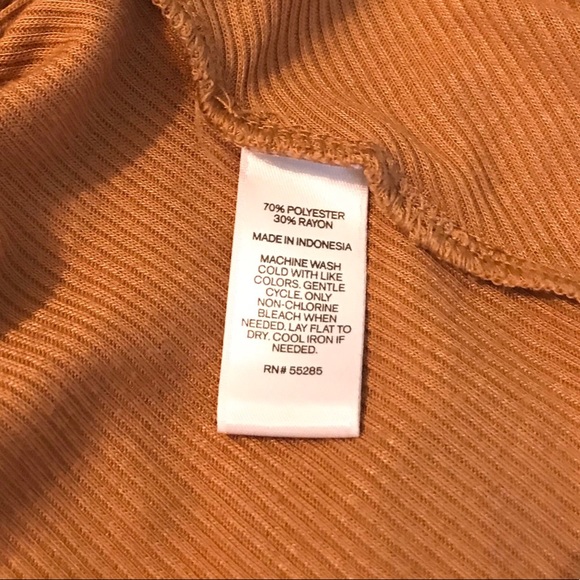 70% POLYESTER
30% RAYON
MADE IN INDONESIA
MACHINE WASH
COLD WITH LIKE
COLORS. GENTLE
CYCLE. ONLY
NON-CHLORINE
BLEACH WHEN
NEEDED. LAY FLAT TO
DRY. COOL IRON IF
NEEDED.
RN# 55285